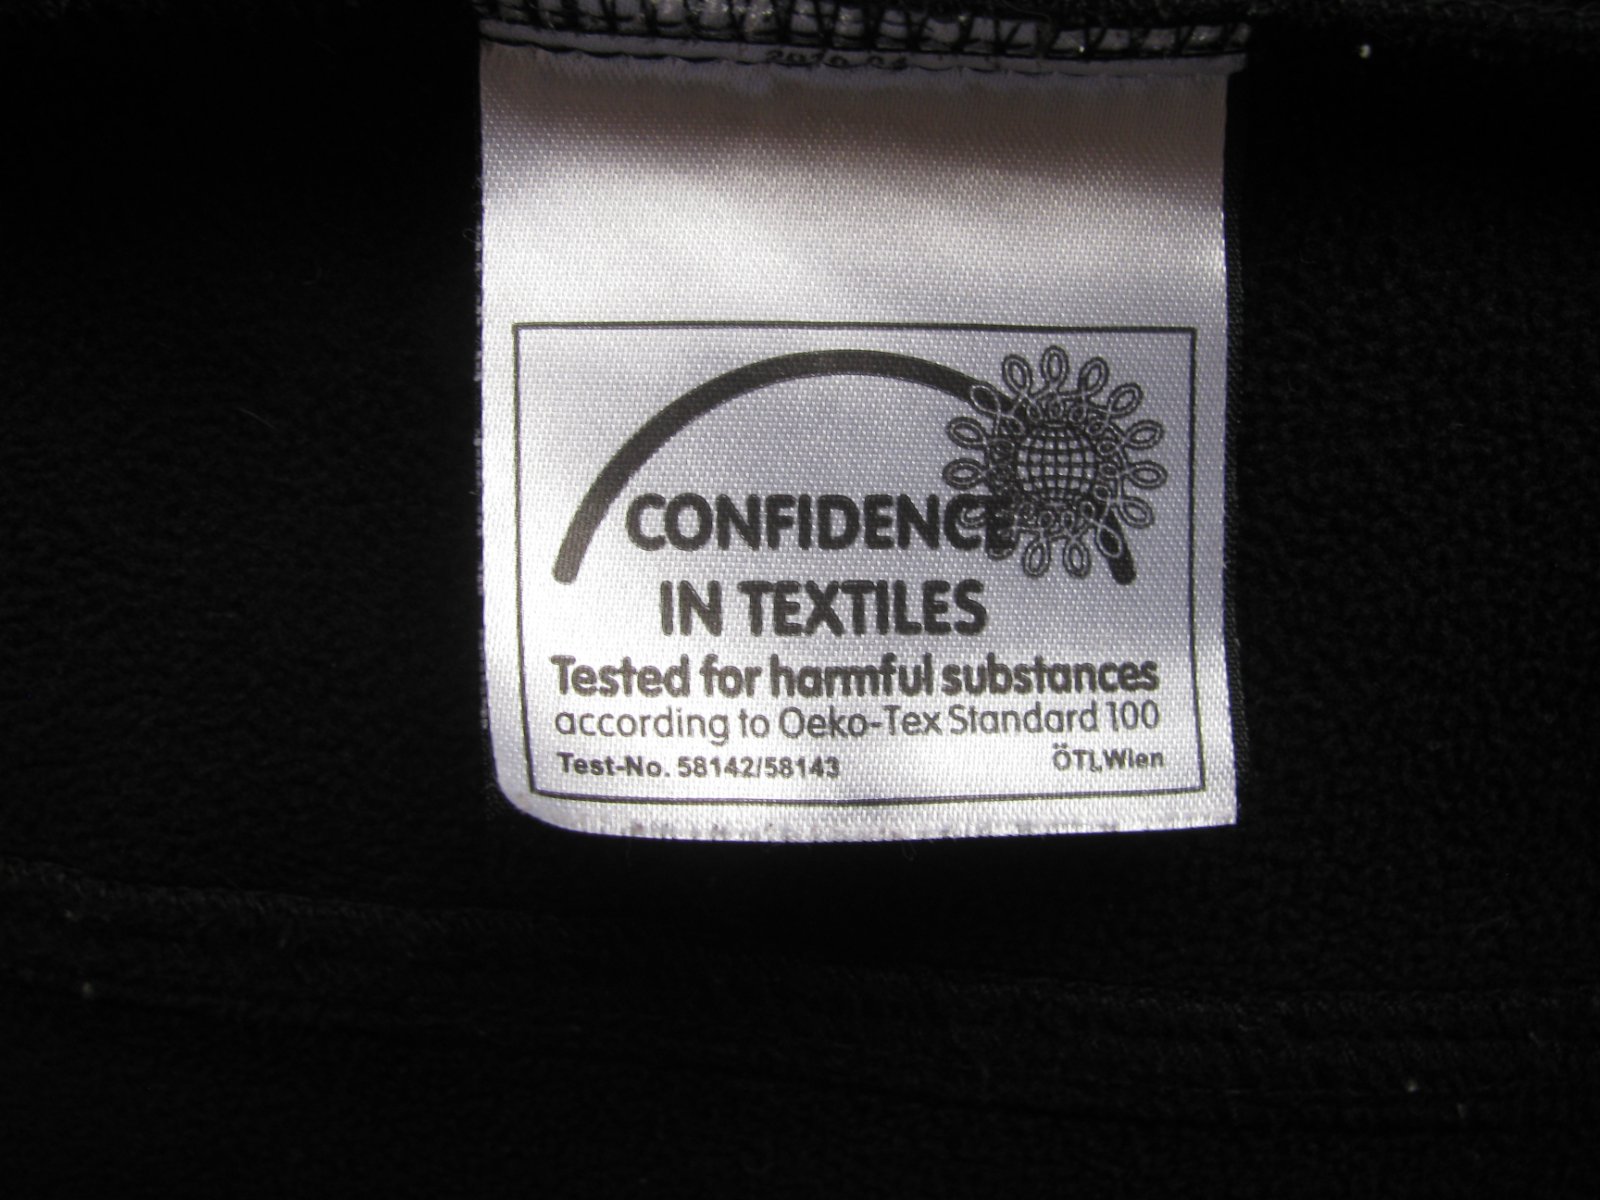 CONFIDENCE
IN TEXTILES
Tested for harmful substances
according to Oeko-Tex Standard 100
Test-No. 58142/58143 ÖTI,Wien